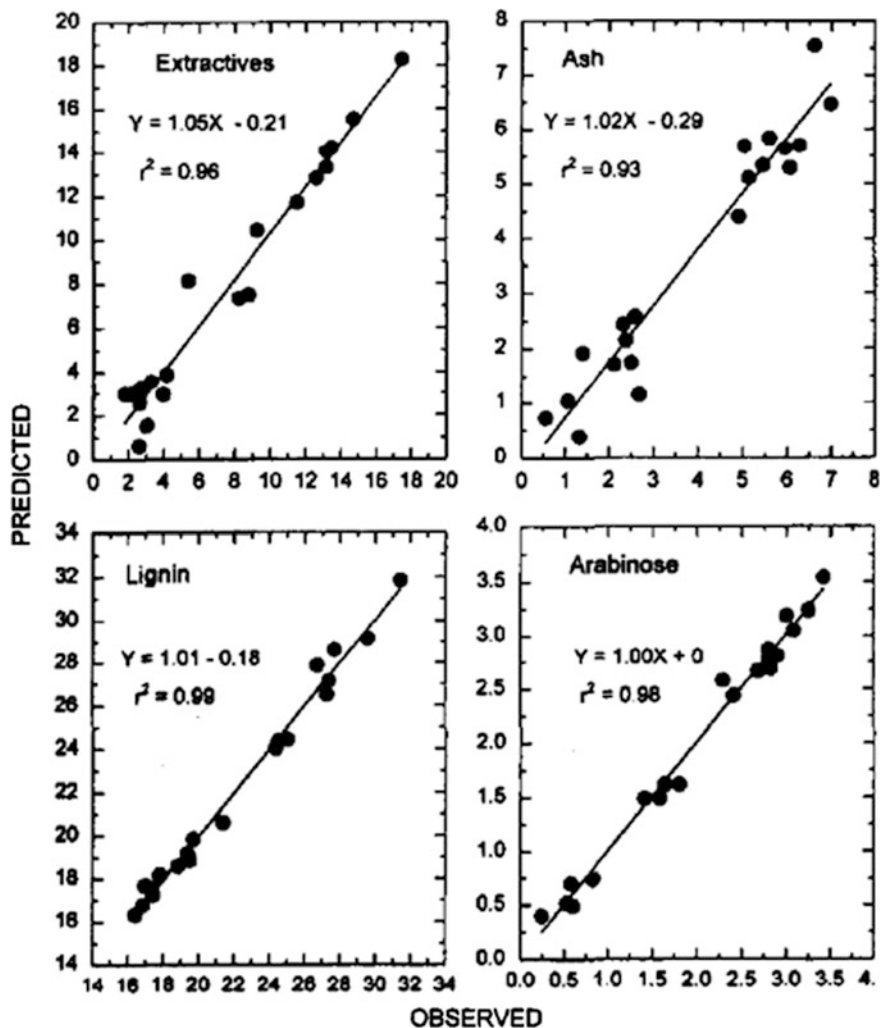 PREDICTED
20
18
16
14
12
10
8
6
4
2
0
Extractives
Y = 1.05X - 0.21
r² = 0.96
0 2 4 6 8 10 12 14 16 18 20
8
7
6
5
4
3
2
1
0
Ash
Y = 1.02X - 0.29
r² = 0.93
0 1 2 3 4 5 6 7 8
34
32
30
28
26
24
22
20
18
16
14
Lignin
Y = 1.01 - 0.18
r² = 0.99
14 16 18 20 22 24 26 28 30 32 34
4.0
3.5
3.0
2.5
2.0
1.5
1.0
0.5
0.0
Arabinose
Y = 1.00X + 0
r² = 0.98
0.0 0.5 1.0 1.5 2.0 2.5 3.0 3.5 4.
OBSERVED